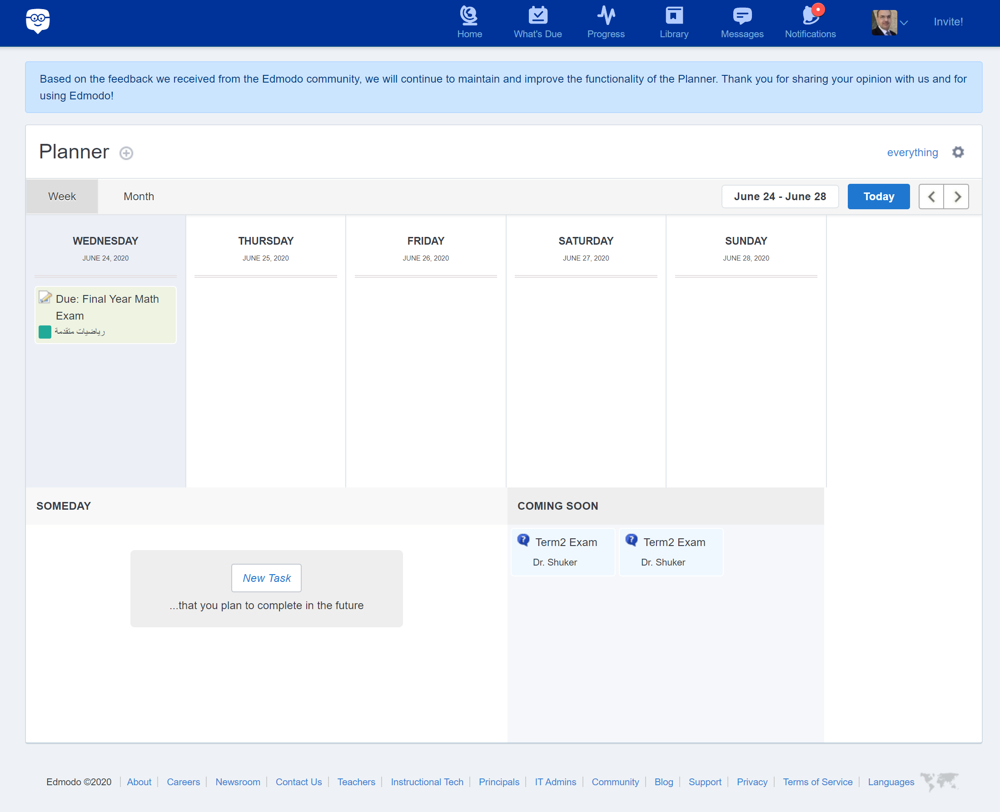 Home
What's Due
Progress
Library
Messages
Notifications
Invite!
Based on the feedback we received from the Edmodo community, we will continue to maintain and improve the functionality of the Planner. Thank you for sharing your opinion with us and for
using Edmodo!
Planner
everything
Week
Month
June 24 - June 28
Today
WEDNESDAY
JUNE 24, 2020
THURSDAY
JUNE 25, 2020
FRIDAY
JUNE 26, 2020
SATURDAY
JUNE 27, 2020
SUNDAY
JUNE 28, 2020
Due: Final Year Math
Exam
رياضيات متقدمة
SOMEDAY
New Task
...that you plan to complete in the future
COMING SOON
Term2 Exam
Dr. Shuker
Term2 Exam
Dr. Shuker
Edmodo ©2020 | About | Careers | Newsroom | Contact Us | Teachers | Instructional Tech | Principals | IT Admins | Community | Blog | Support | Privacy | Terms of Service | Languages